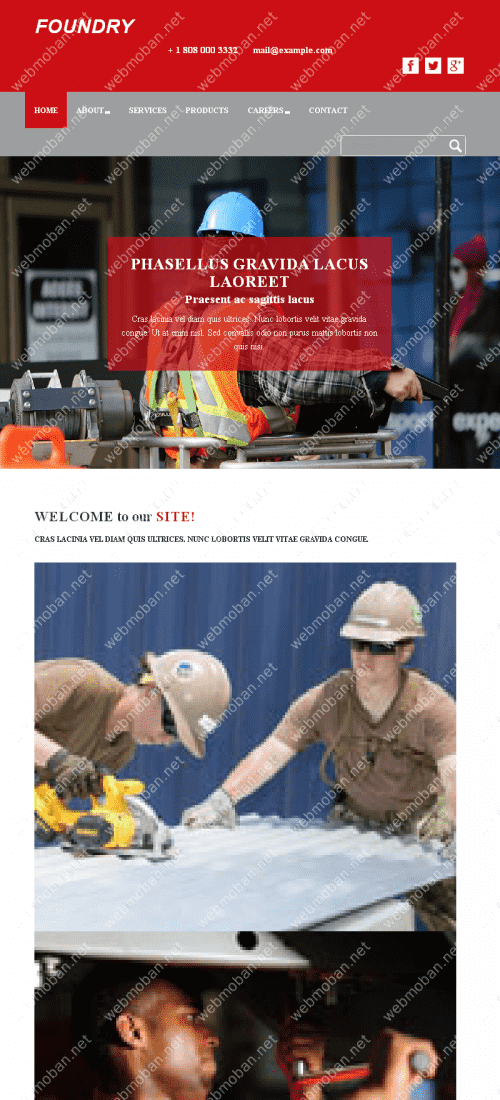 FOUNDRY
+ 1 808 000 3332 mail@example.com
HOME ABOUT SERVICES PRODUCTS CAREERS CONTACT
PHASELLUS GRAVIDA LACUS
LAOREET
Praesent ac sagittis lacus
Cras lacinia vel diam quis ultrices. Nunc lobortis velit vitae gravida
congue. Ut at enim nisl. Sed convallis odio non purus mattis lobortis non
quis nisi.
WELCOME to our SITE!
CRAS LACINIA VEL DIAM QUIS ULTRICES. NUNC LOBORTIS VELIT VITAE GRAVIDA CONGUE.
webmoban.net